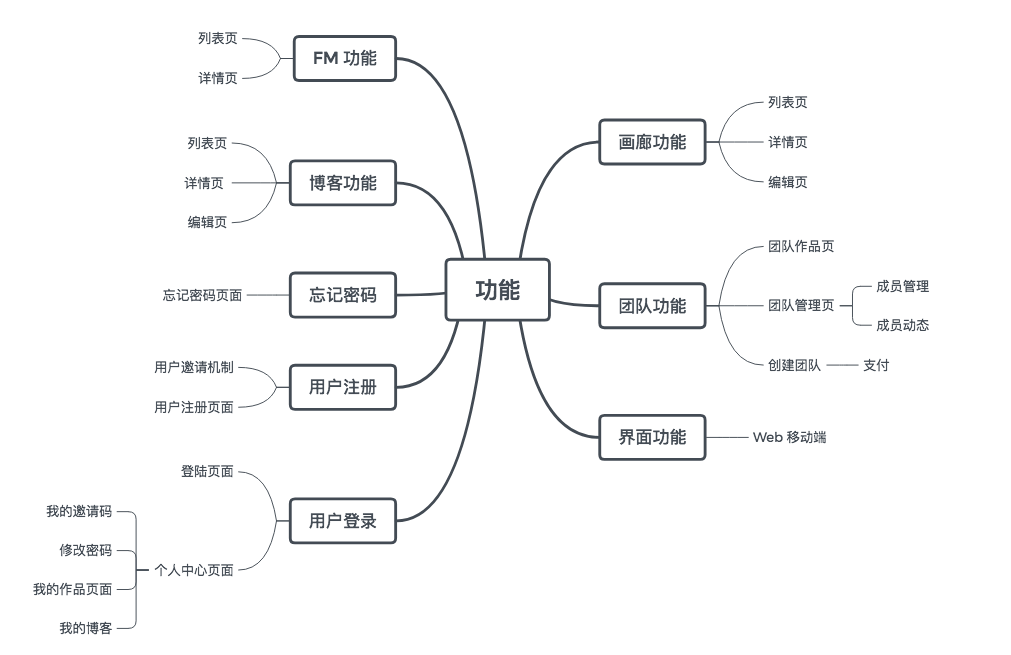 功能
FM 功能
列表页
详情页
博客功能
列表页
详情页
编辑页
忘记密码
忘记密码页面
用户注册
用户邀请机制
用户注册页面
用户登录
登陆页面
个人中心页面
我的邀请码
修改密码
我的作品页面
我的博客
画廊功能
列表页
详情页
编辑页
团队功能
团队作品页
团队管理页
成员管理
成员动态
创建团队
支付
界面功能
Web 移动端